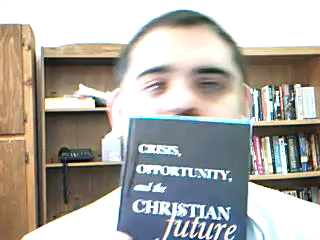 CRISIS,
OPPORTUNITY,
and the
CHRISTIAN
future